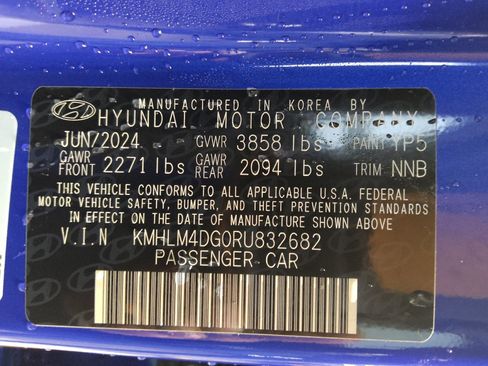 MANUFACTURED IN KOREA BY
HYUNDAI MOTOR COMPANY
JUN/2024 GVWR 3858 lbs PAINT YP5
GAWR FRONT 2271 lbs GAWR REAR 2094 lbs TRIM NNB
THIS VEHICLE CONFORMS TO ALL APPLICABLE U.S.A. FEDERAL
MOTOR VEHICLE SAFETY, BUMPER, AND THEFT PREVENTION STANDARDS
IN EFFECT ON THE DATE OF MANUFACTURE SHOWN ABOVE
V.I.N KMHLM4DG0RU832682
PASSENGER CAR